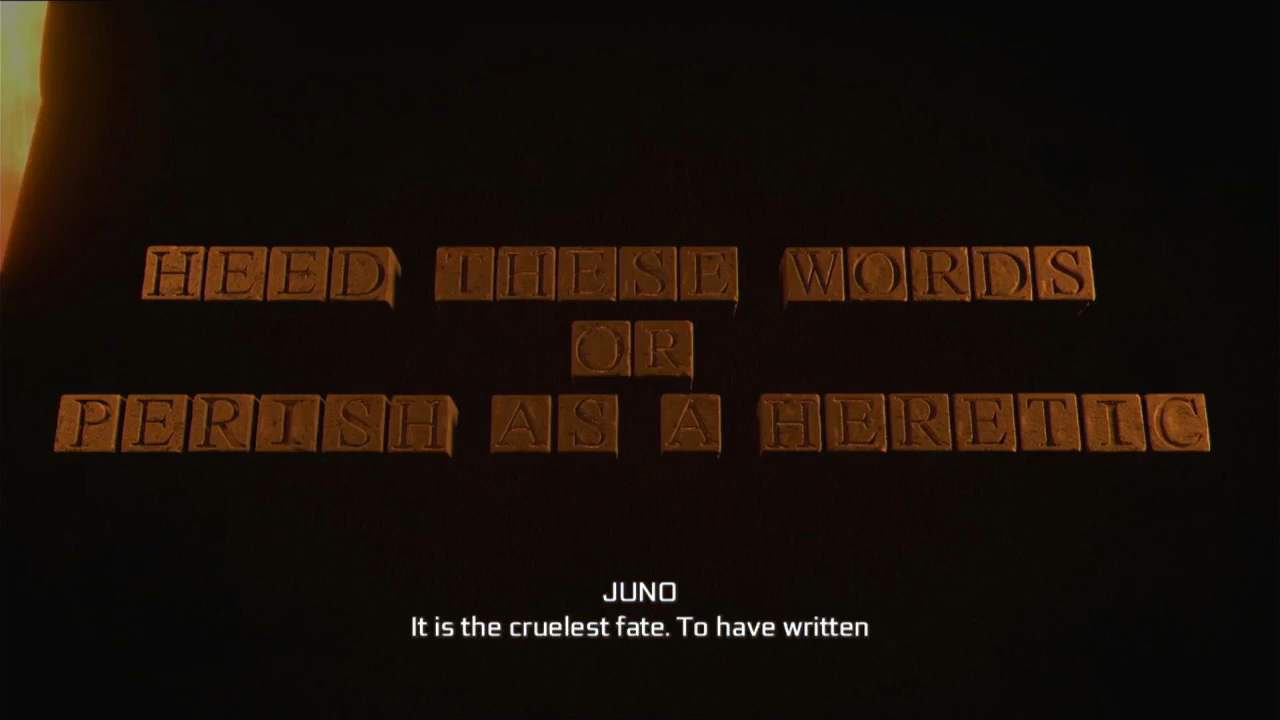 HEED THESE WORDS
OR
PERISH AS A HERETIC
JUNO
It is the cruelest fate. To have written